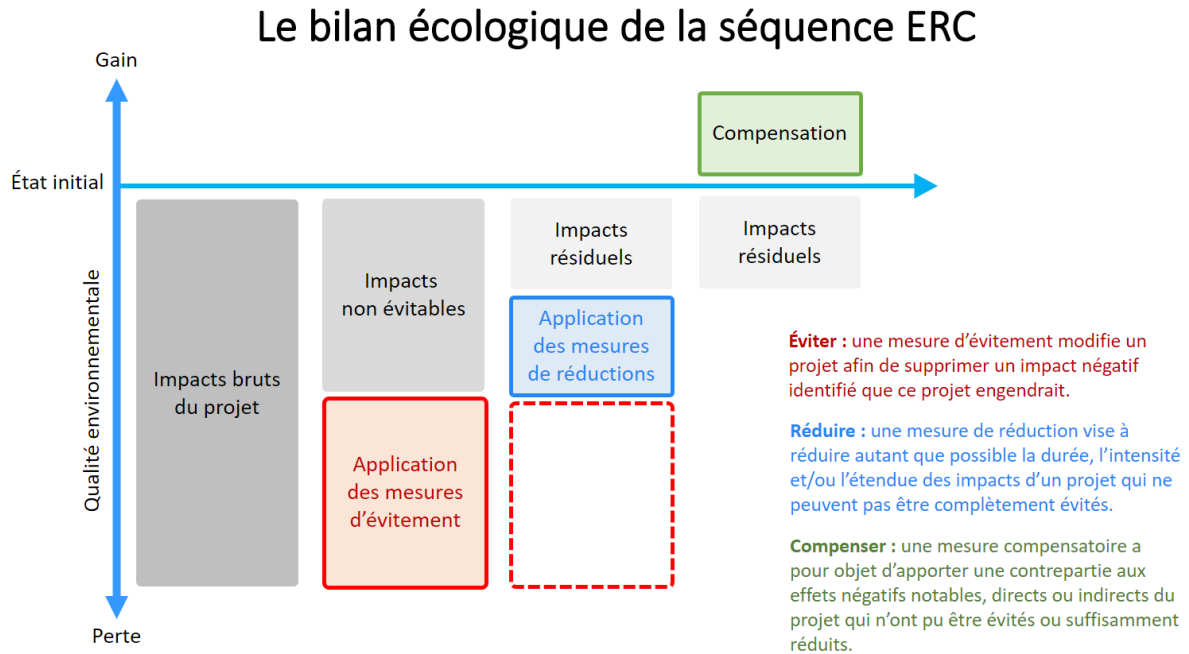 Le bilan écologique de la séquence ERC
Gain
Compensation
État initial
Impacts
résiduels
Impacts
résiduels
Impacts
non évitables
Application
des mesures
de réductions
Impacts bruts
du projet
Application
des mesures
d’évitement
Qualité environnementale
Perte
Éviter : une mesure d’évitement modifie un
projet afin de supprimer un impact négatif
identifié que ce projet engendrait.
Réduire : une mesure de réduction vise à
réduire autant que possible la durée, l’intensité
et/ou l’étendue des impacts d’un projet qui ne
peuvent pas être complètement évités.
Compenser : une mesure compensatoire a
pour objet d’apporter une contrepartie aux
effets négatifs notables, directs ou indirects du
projet qui n’ont pu être évités ou suffisamment
réduits.